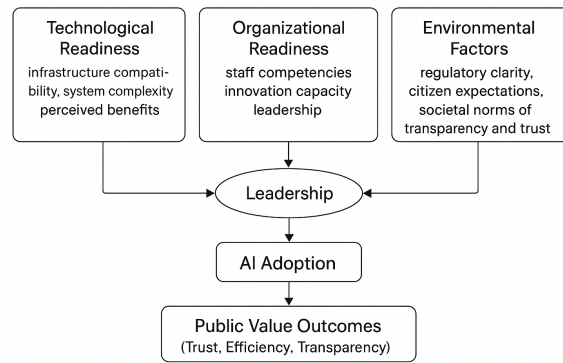 Technological
Readiness
infrastructure compati-
bility, system complexity
perceived benefits
Organizational
Readiness
staff competencies
innovation capacity
leadership
Environmental
Factors
regulatory clarity,
citizen expectations,
societal norms of
transparency and trust
Leadership
AI Adoption
Public Value Outcomes
(Trust, Efficiency, Transparency)